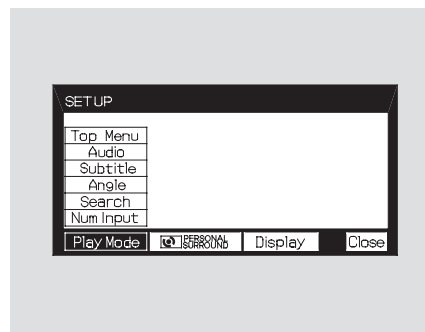 SETUP
Top Menu
Audio
Subtitle
Angle
Search
Num Input
Play Mode PERSONAL SURROUND Display Close